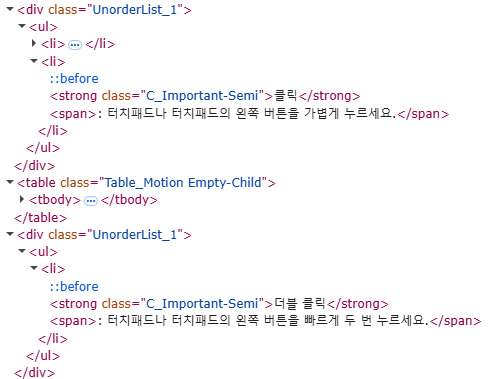 <div class="UnorderList_1">
<ul>
<li> … </li>
<li>
::before
<strong class="C_Important-Semi">클릭</strong>
<span>: 터치패드나 터치패드의 왼쪽 버튼을 가볍게 누르세요.</span>
</li>
</ul>
</div>
<table class="Table_Motion Empty-Child">
<tbody> … </tbody>
</table>
<div class="UnorderList_1">
<ul>
<li>
::before
<strong class="C_Important-Semi">더블 클릭</strong>
<span>: 터치패드나 터치패드의 왼쪽 버튼을 빠르게 두 번 누르세요.</span>
</li>
</ul>
</div>